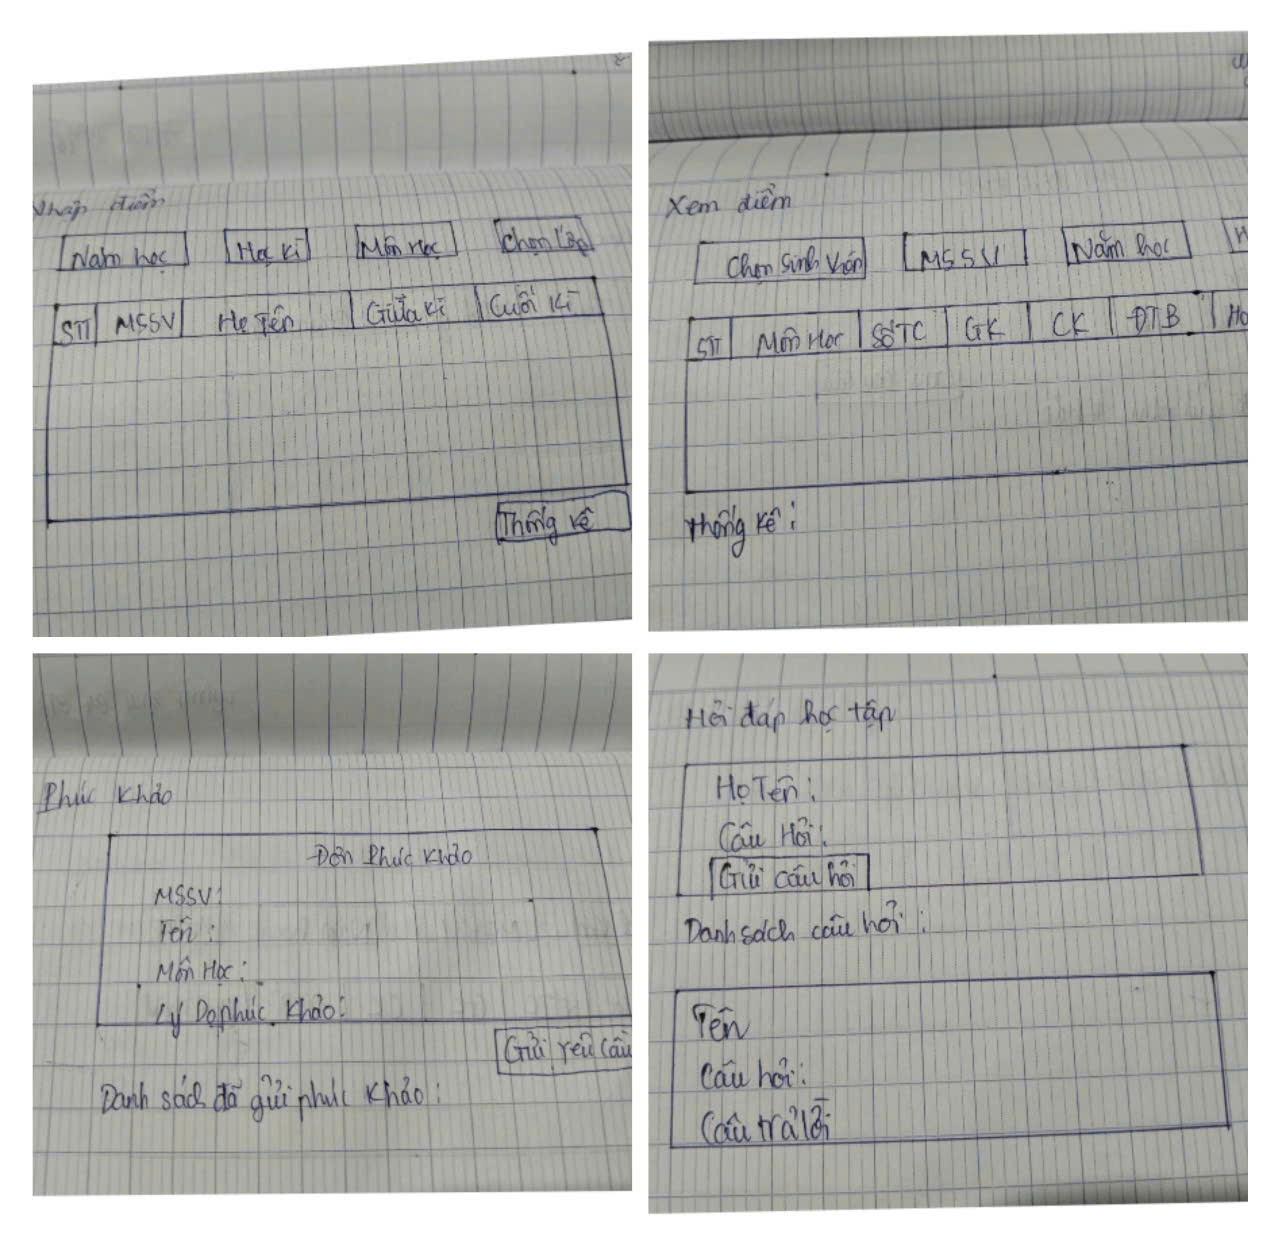 Nhập điểm
Năm học Học kì Môn Học Chọn Lớp
STT MSSV Họ Tên Giữa Kì Cuối Kì
Thống kê
Xem điểm
Chọn Sinh Viên MSSV Năm học H
STT Môn Học Số TC GK CK ĐTB Họ
Thống kê:
Phúc Khảo
Đơn Phúc Khảo
MSSV:
Tên:
Môn Học:
Lý Do phúc Khảo:
Gửi yêu cầu
Danh sách đã gửi phúc Khảo:
Hỏi đáp học tập
Họ Tên:
Câu Hỏi:
Gửi câu hỏi
Danh sách câu hỏi:
Tên
Câu hỏi:
Câu trả lời